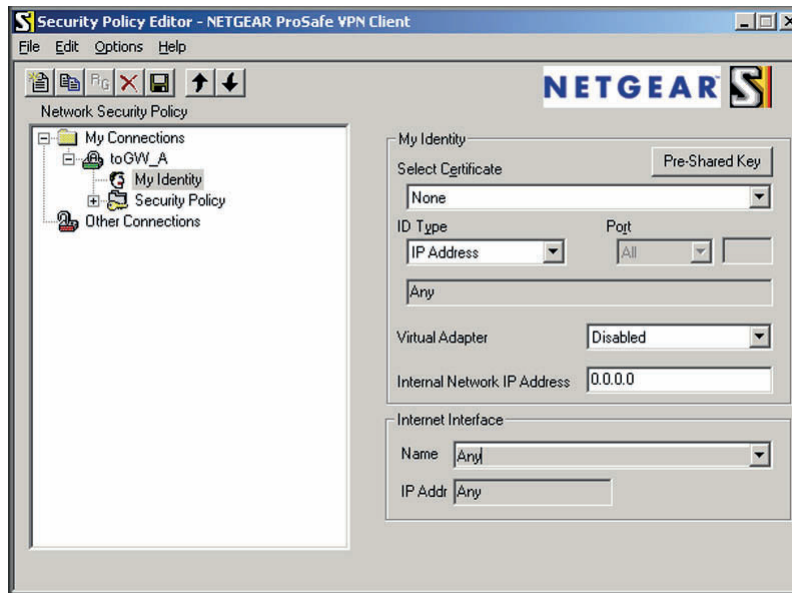 Security Policy Editor - NETGEAR ProSafe VPN Client
File Edit Options Help
NETGEAR
Network Security Policy
My Connections
toGW_A
My Identity
Security Policy
Other Connections
My Identity
Select Certificate
Pre-Shared Key
None
ID Type
Port
IP Address
All
Any
Virtual Adapter
Disabled
Internal Network IP Address
0.0.0.0
Internet Interface
Name
Any
IP Addr
Any